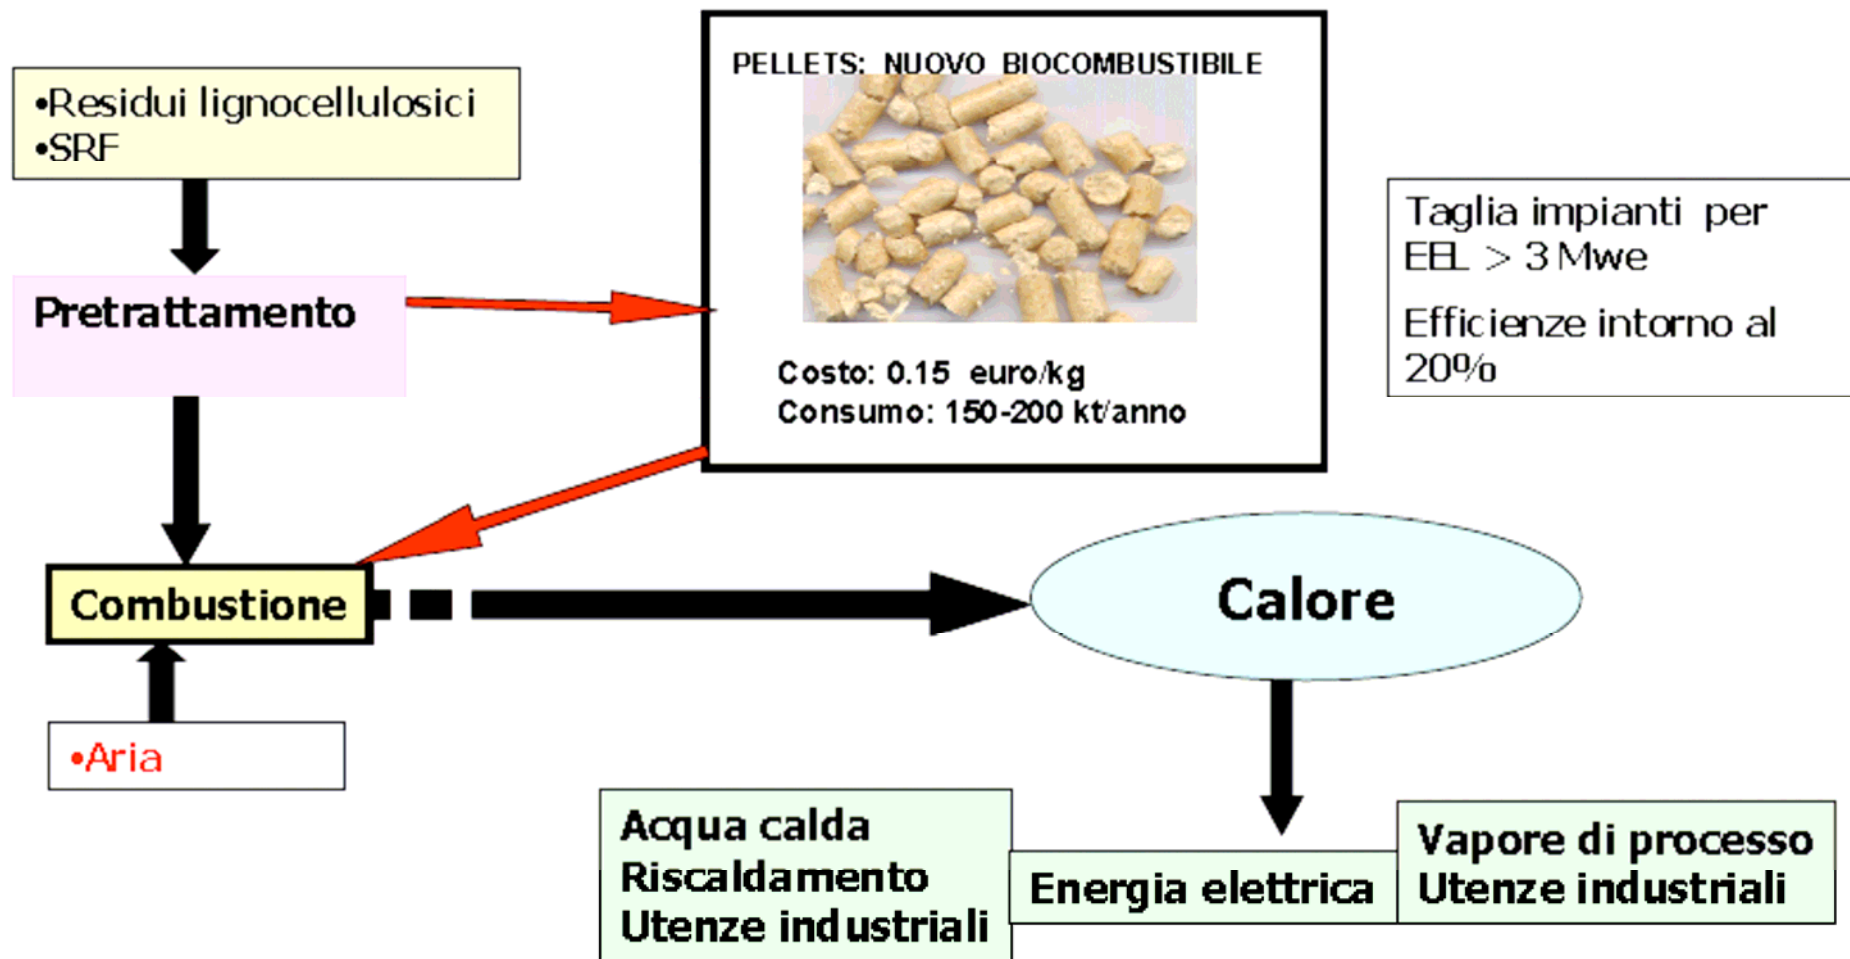 PELLETS: NUOVO BIOCOMBUSTIBILE
•Residui lignocellulosici
•SRF
Taglia impianti per
EEL > 3 Mwe
Efficienze intorno al
20%
Pretrattamento
Costo: 0.15 euro/kg
Consumo: 150-200 kt/anno
Combustione
Calore
•Aria
Acqua calda
Riscaldamento
Utenze industriali
Energia elettrica
Vapore di processo
Utenze industriali